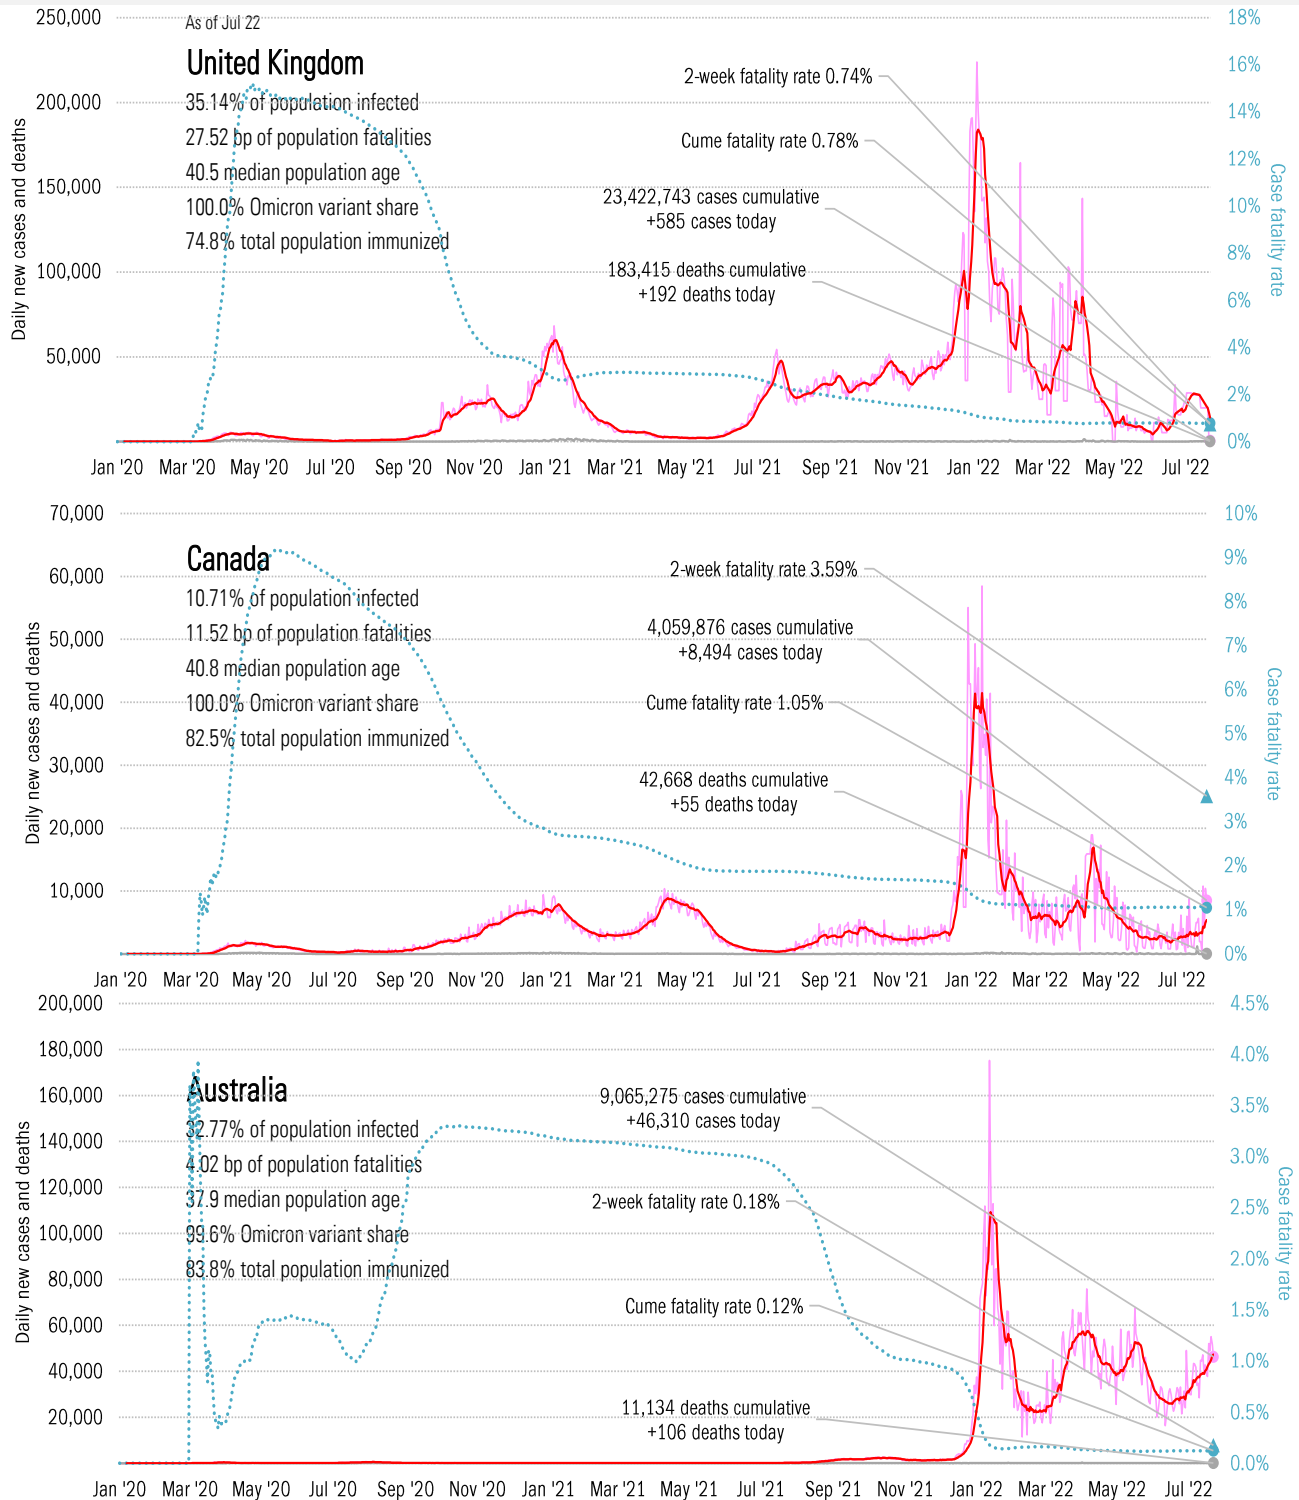 250,000
As of Jul 22
18%
United Kingdom
16%
2-week fatality rate 0.74%
35.14% of population infected
200,000
14%
27.52 bp of population fatalities
Cume fatality rate 0.78%
12%
40.5 median population age
150,000
23,422,743 cases cumulative
+585 cases today
10%
100.0% Omicron variant share
74.8% total population immunized
8%
100,000
183,415 deaths cumulative
+192 deaths today
6%
50,000
4%
2%
0%
Daily new cases and deaths
Case fatality rate
Jan '20 Mar '20 May '20 Jul '20 Sep '20 Nov '20 Jan '21 Mar '21 May '21 Jul '21 Sep '21 Nov '21 Jan '22 Mar '22 May '22 Jul '22
70,000
10%
Canada
9%
60,000
2-week fatality rate 3.59%
10.71% of population infected
8%
11.52 bp of population fatalities
50,000
4,059,876 cases cumulative
+8,494 cases today
7%
40.8 median population age
6%
100.0% Omicron variant share
40,000
Cume fatality rate 1.05%
82.5% total population immunized
5%
30,000
4%
42,668 deaths cumulative
+55 deaths today
20,000
3%
2%
10,000
1%
0%
Daily new cases and deaths
Case fatality rate
Jan '20 Mar '20 May '20 Jul '20 Sep '20 Nov '20 Jan '21 Mar '21 May '21 Jul '21 Sep '21 Nov '21 Jan '22 Mar '22 May '22 Jul '22
200,000
4.5%
180,000
4.0%
Australia
160,000
9,065,275 cases cumulative
+46,310 cases today
3.5%
32.77% of population infected
140,000
4.02 bp of population fatalities
3.0%
120,000
37.9 median population age
2-week fatality rate 0.18%
2.5%
100,000
99.6% Omicron variant share
83.8% total population immunized
2.0%
80,000
Cume fatality rate 0.12%
1.5%
60,000
40,000
1.0%
11,134 deaths cumulative
+106 deaths today
20,000
0.5%
0.0%
Daily new cases and deaths
Case fatality rate
Jan '20 Mar '20 May '20 Jul '20 Sep '20 Nov '20 Jan '21 Mar '21 May '21 Jul '21 Sep '21 Nov '21 Jan '22 Mar '22 May '22 Jul '22